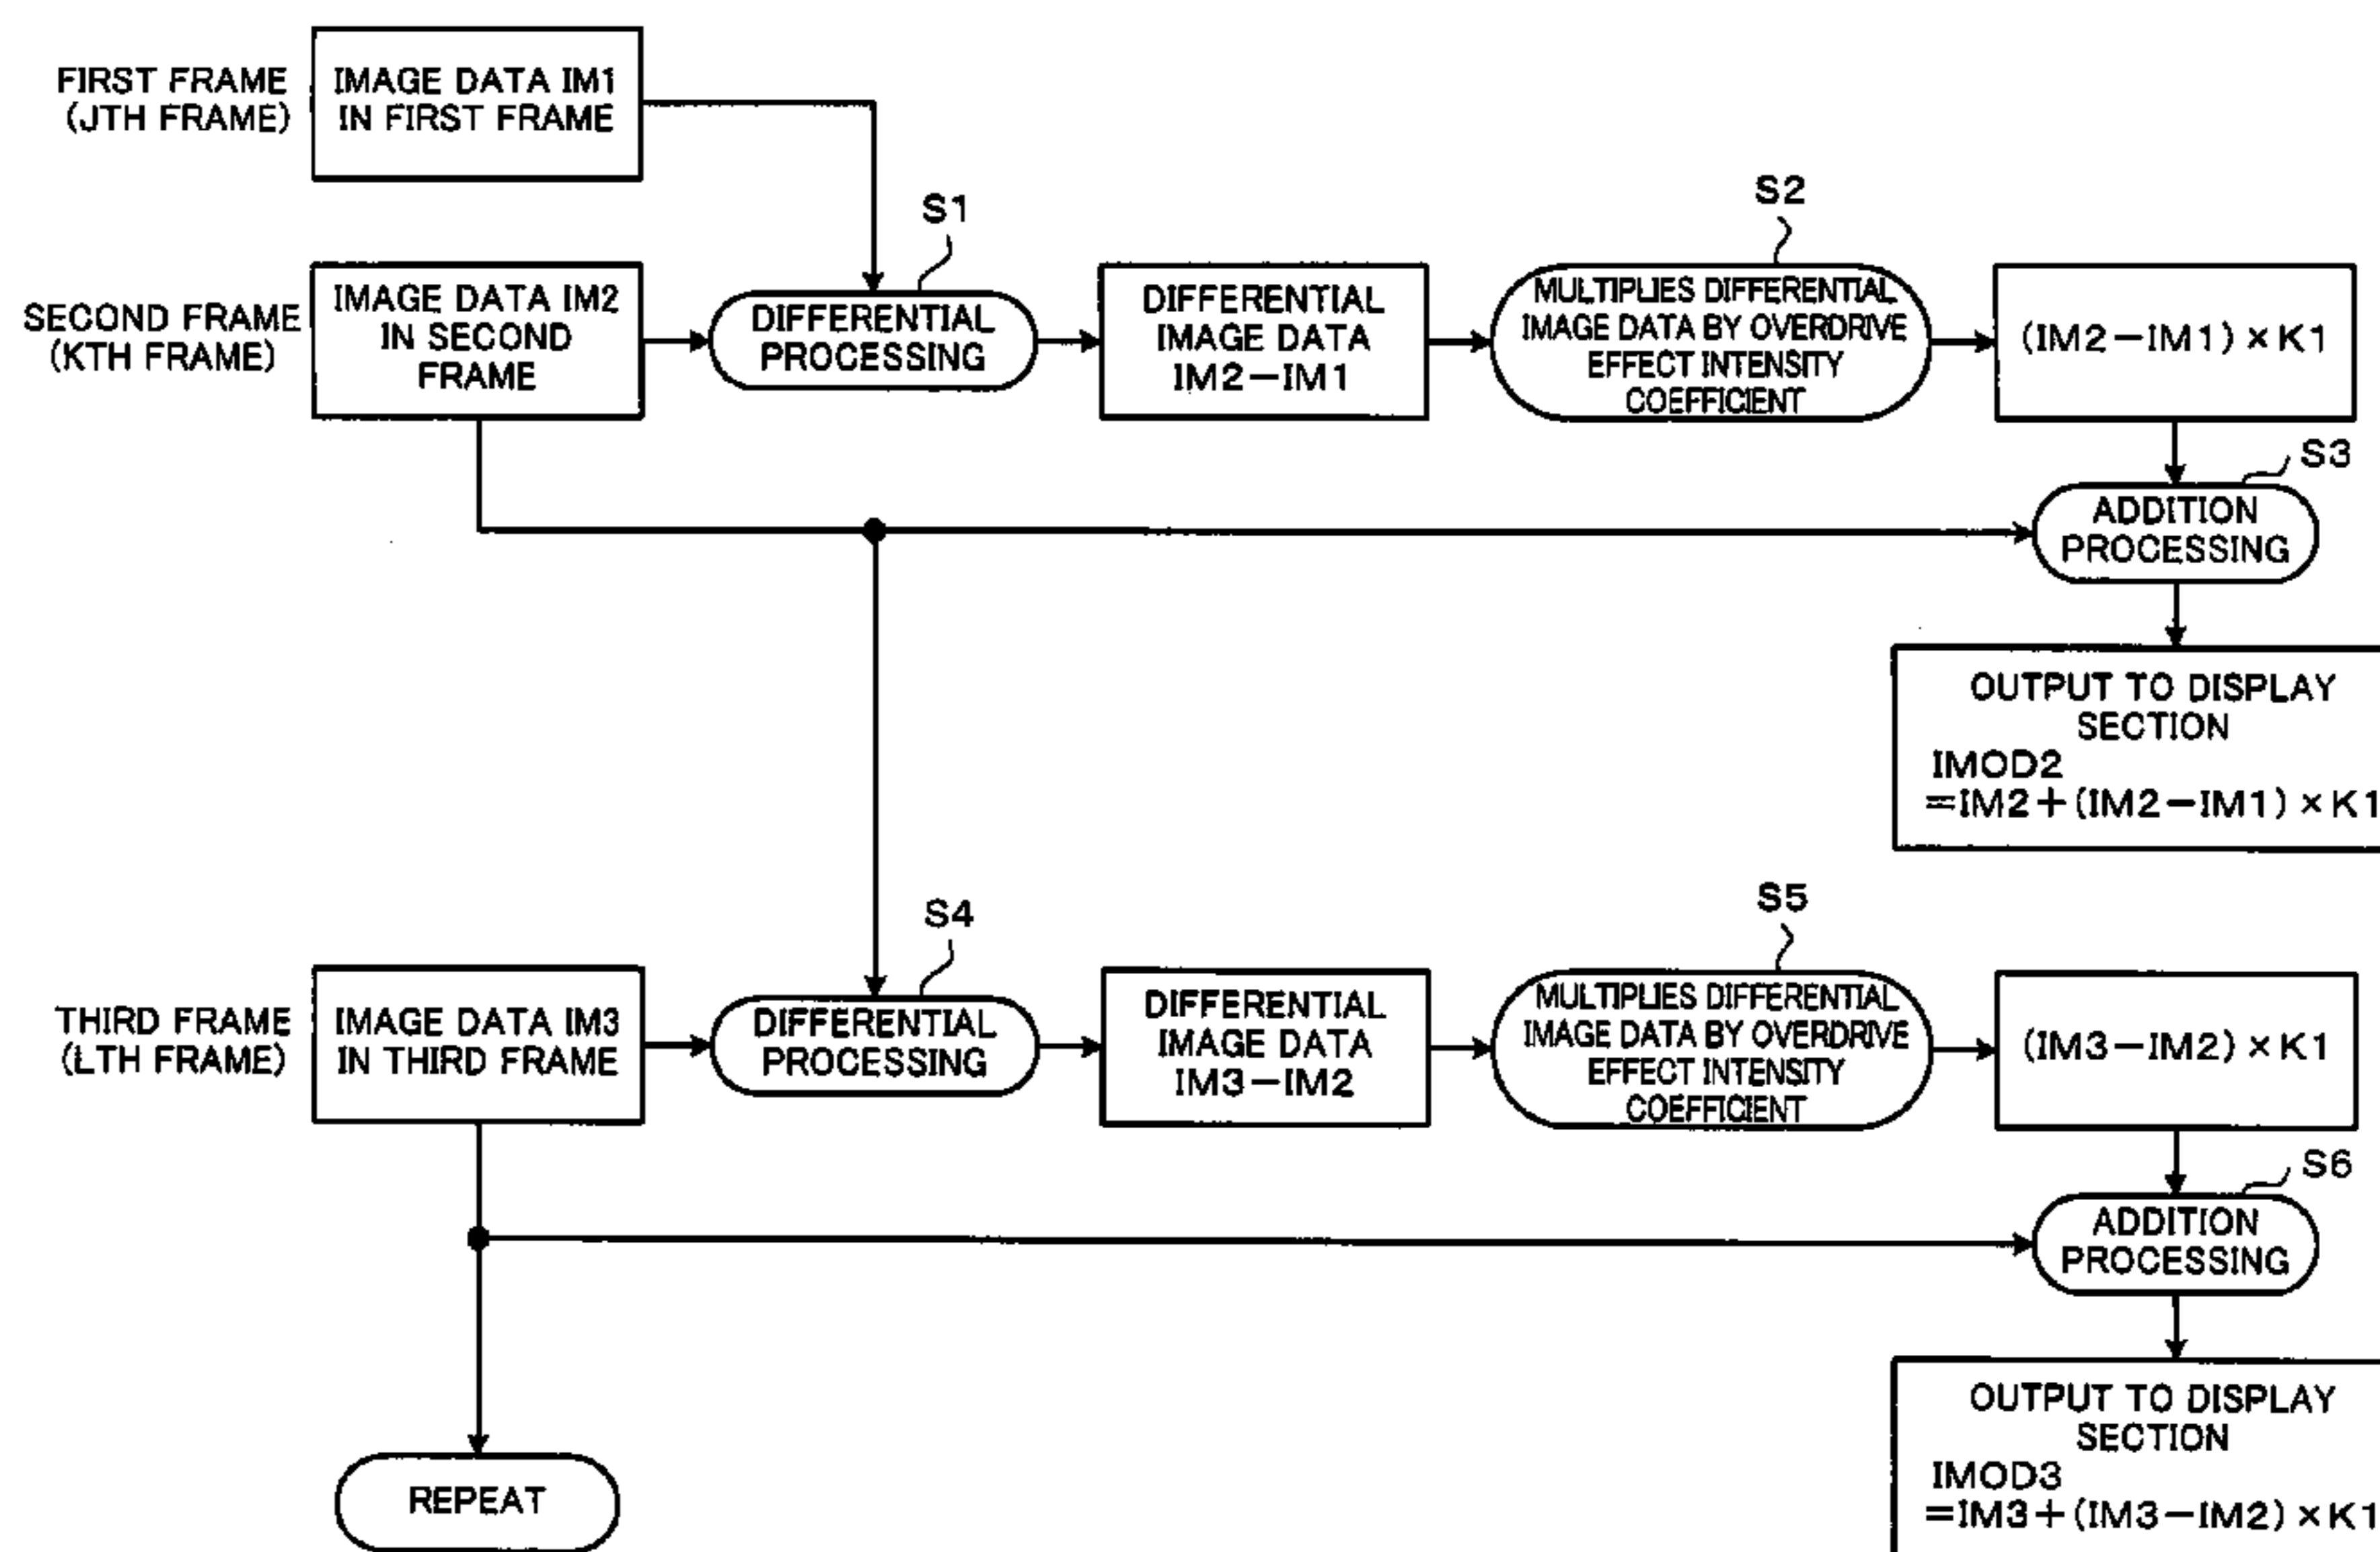 FIRST FRAME
(JTH FRAME)
IMAGE DATA IM1
IN FIRST FRAME
S1
S2
SECOND FRAME
(KTH FRAME)
IMAGE DATA IM2
IN SECOND
FRAME
DIFFERENTIAL
PROCESSING
DIFFERENTIAL
IMAGE DATA
IM2−IM1
MULTIPLIES DIFFERENTIAL
IMAGE DATA BY OVERDRIVE
EFFECT INTENSITY
COEFFICIENT
(IM2−IM1)×K1
S3
ADDITION
PROCESSING
OUTPUT TO DISPLAY
SECTION
IMOD2
=IM2+(IM2−IM1)×K1
S4
S5
THIRD FRAME
(LTH FRAME)
IMAGE DATA IM3
IN THIRD FRAME
DIFFERENTIAL
PROCESSING
DIFFERENTIAL
IMAGE DATA
IM3−IM2
MULTIPLIES DIFFERENTIAL
IMAGE DATA BY OVERDRIVE
EFFECT INTENSITY
COEFFICIENT
(IM3−IM2)×K1
S6
ADDITION
PROCESSING
OUTPUT TO DISPLAY
SECTION
IMOD3
=IM3+(IM3−IM2)×K1
REPEAT